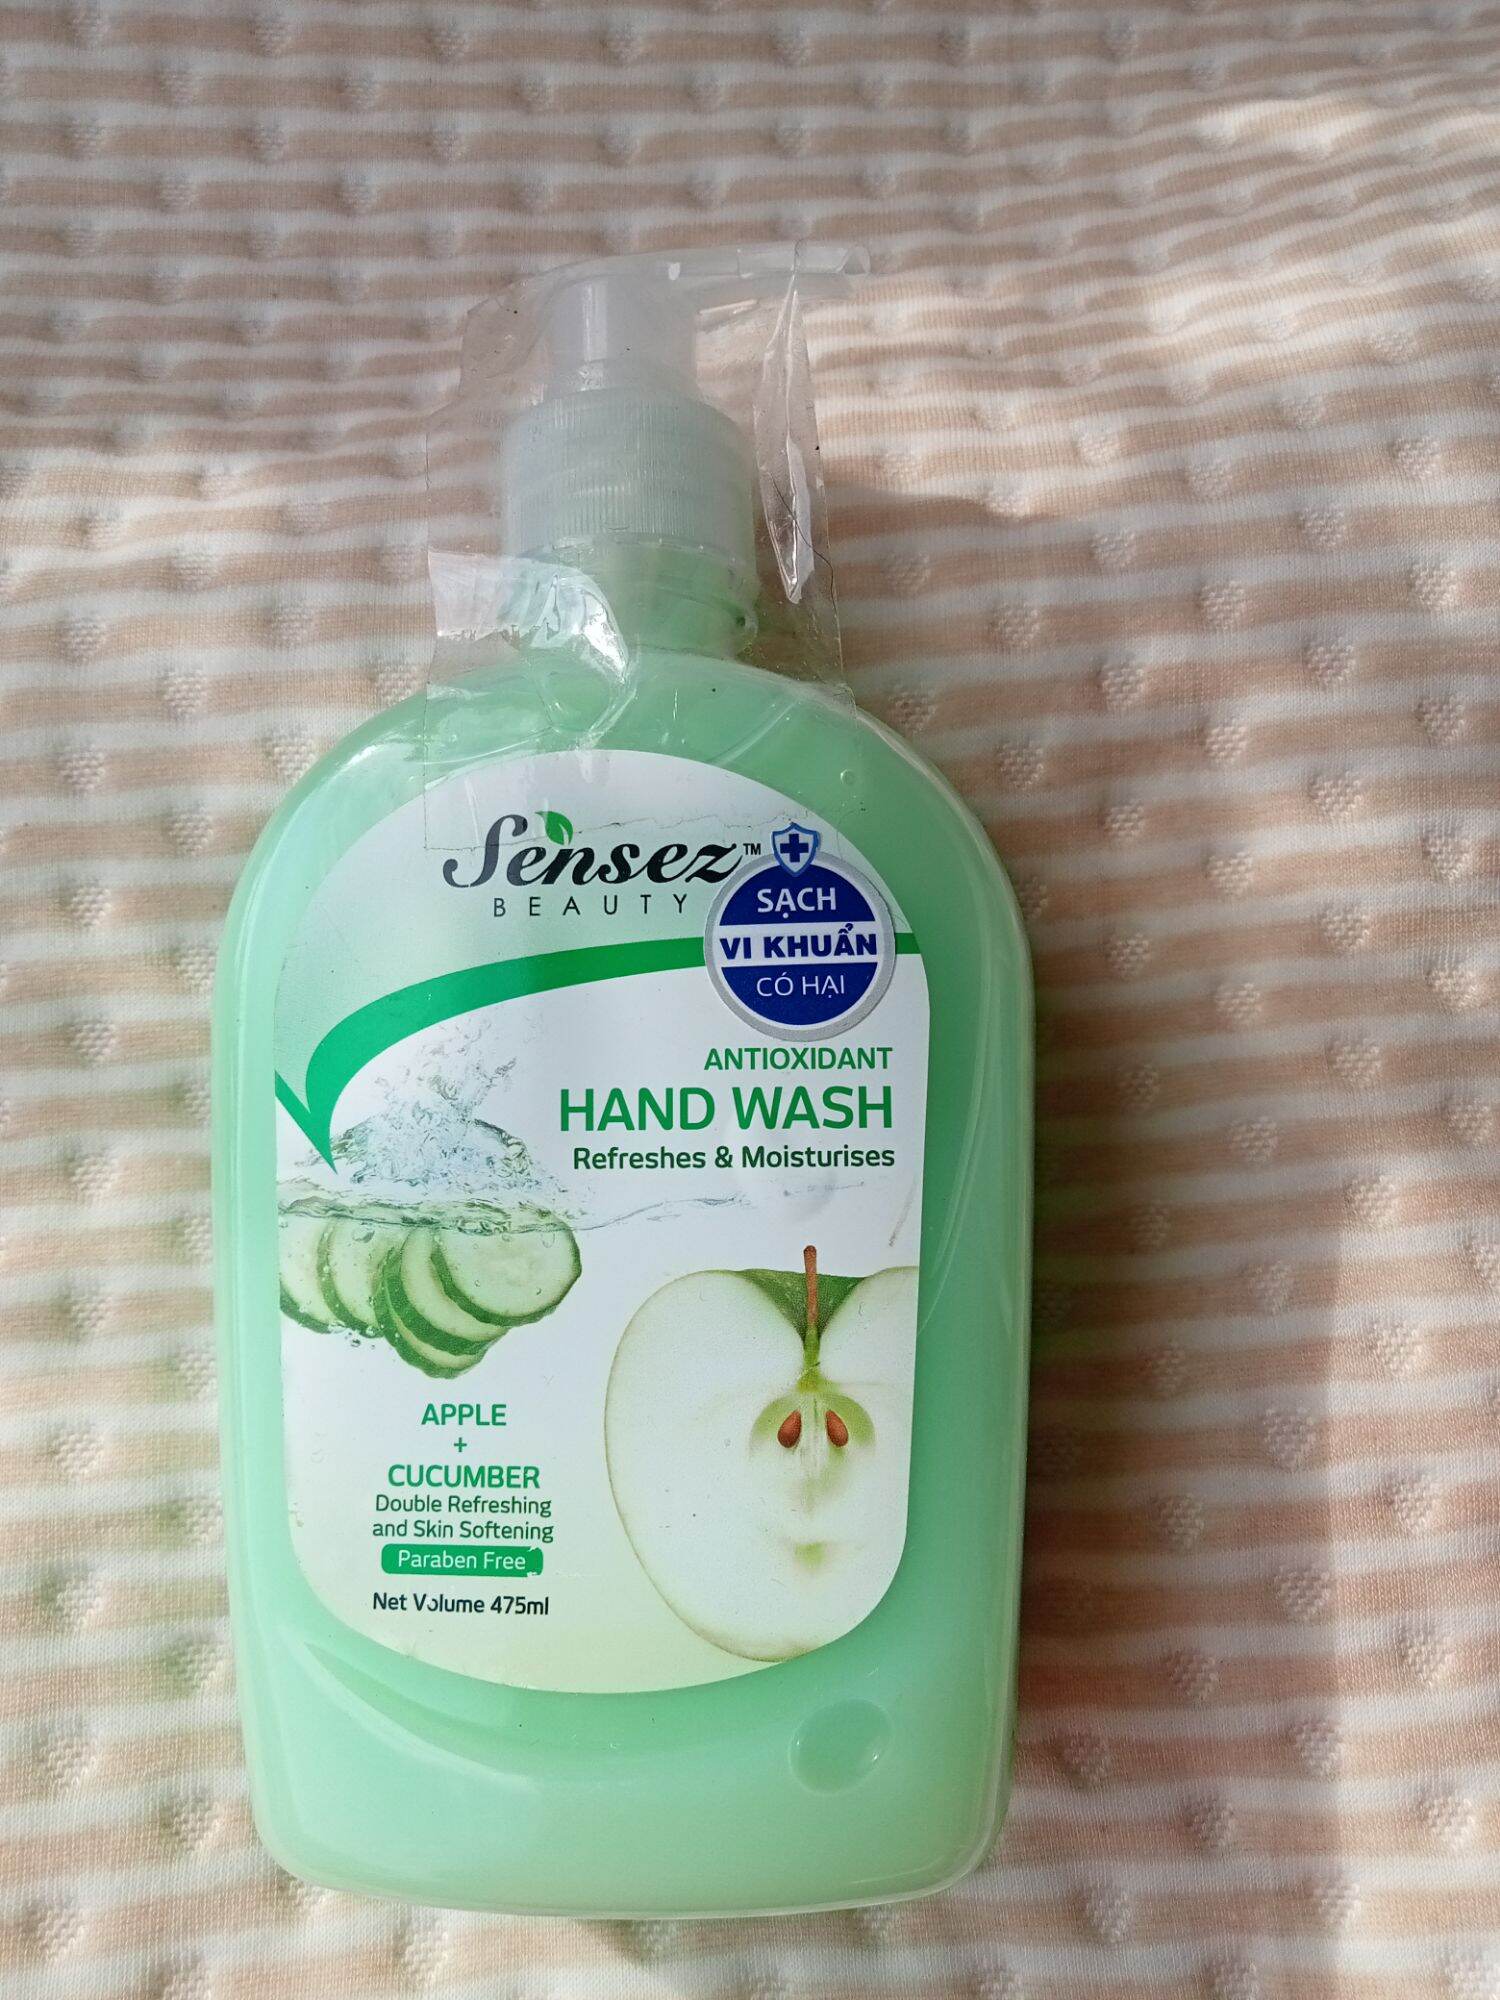 Sensez™
BEAUTY
SẠCH
VI KHUẨN
CÓ HẠI
ANTIOXIDANT
HAND WASH
Refreshes & Moisturises
APPLE
+
CUCUMBER
Double Refreshing
and Skin Softening
Paraben Free
Net Volume 475ml